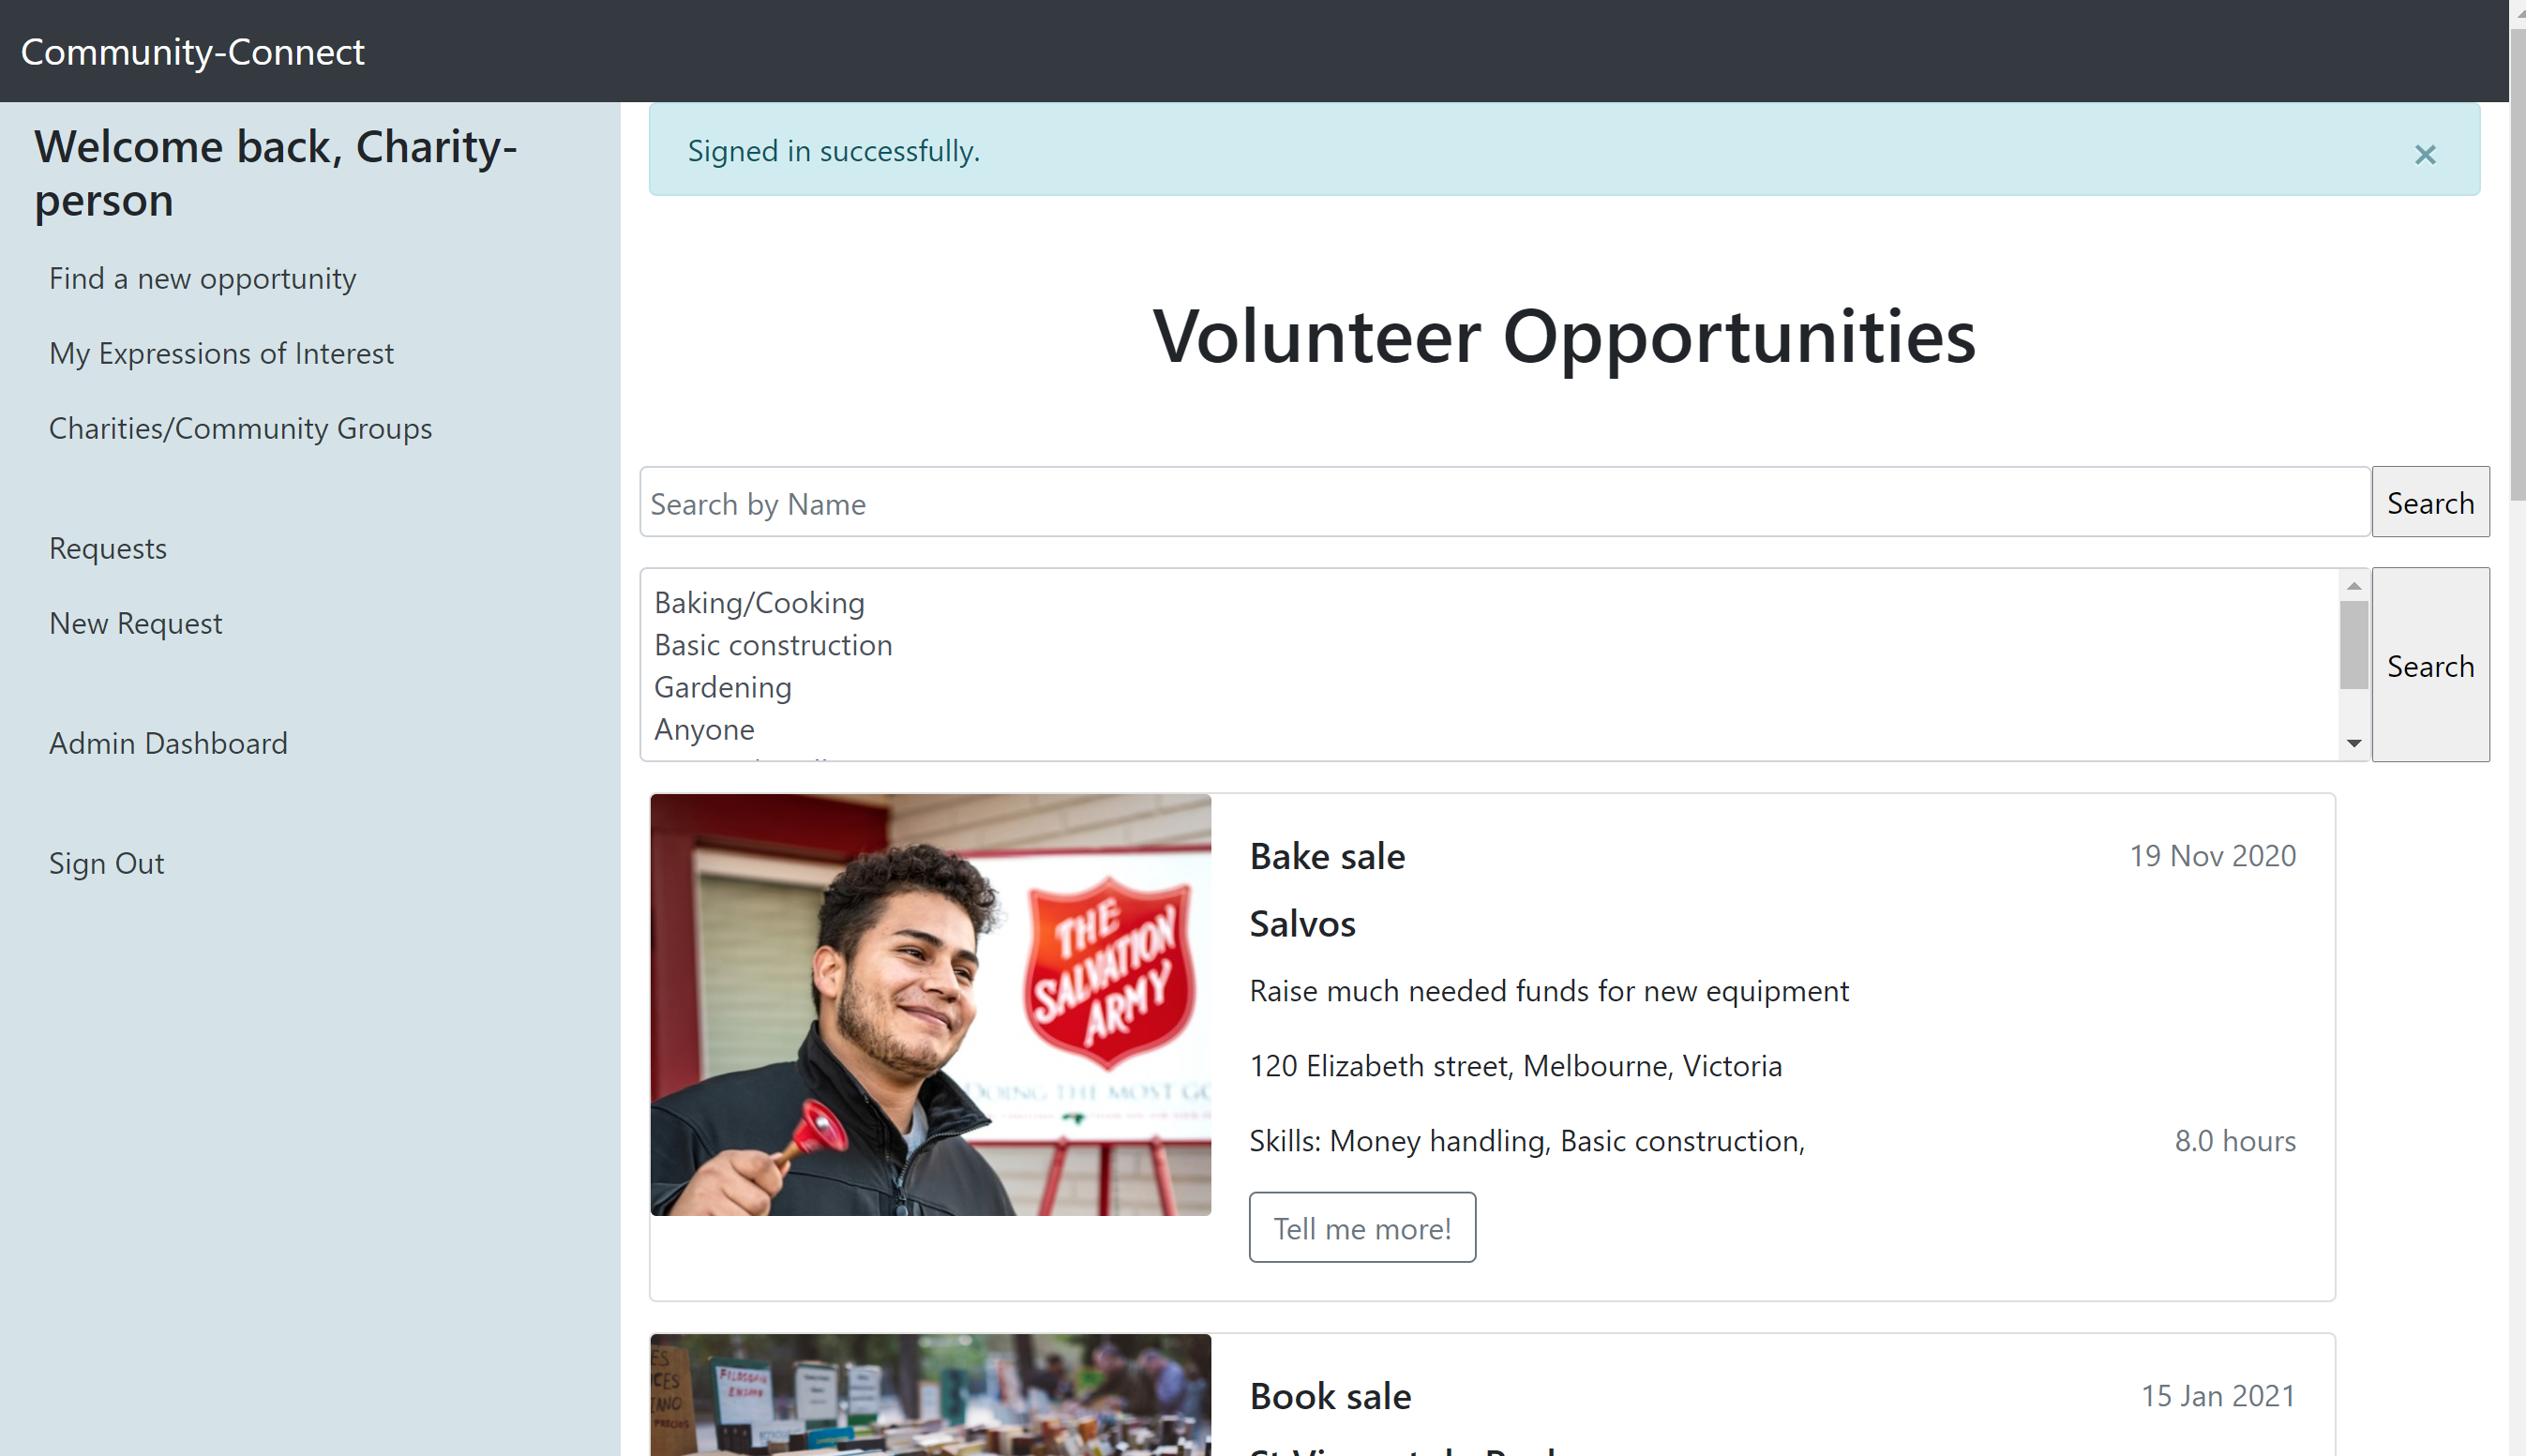 Community-Connect
Welcome back, Charity-
person
Find a new opportunity
My Expressions of Interest
Charities/Community Groups
Requests
New Request
Admin Dashboard
Sign Out
Signed in successfully.
×
Volunteer Opportunities
Search by Name
Search
Baking/Cooking
Basic construction
Gardening
Anyone
Search
THE
SALVATION
ARMY
DOING THE MOST
Bake sale
19 Nov 2020
Salvos
Raise much needed funds for new equipment
120 Elizabeth street, Melbourne, Victoria
Skills: Money handling, Basic construction,
8.0 hours
Tell me more!
Book sale
15 Jan 2021